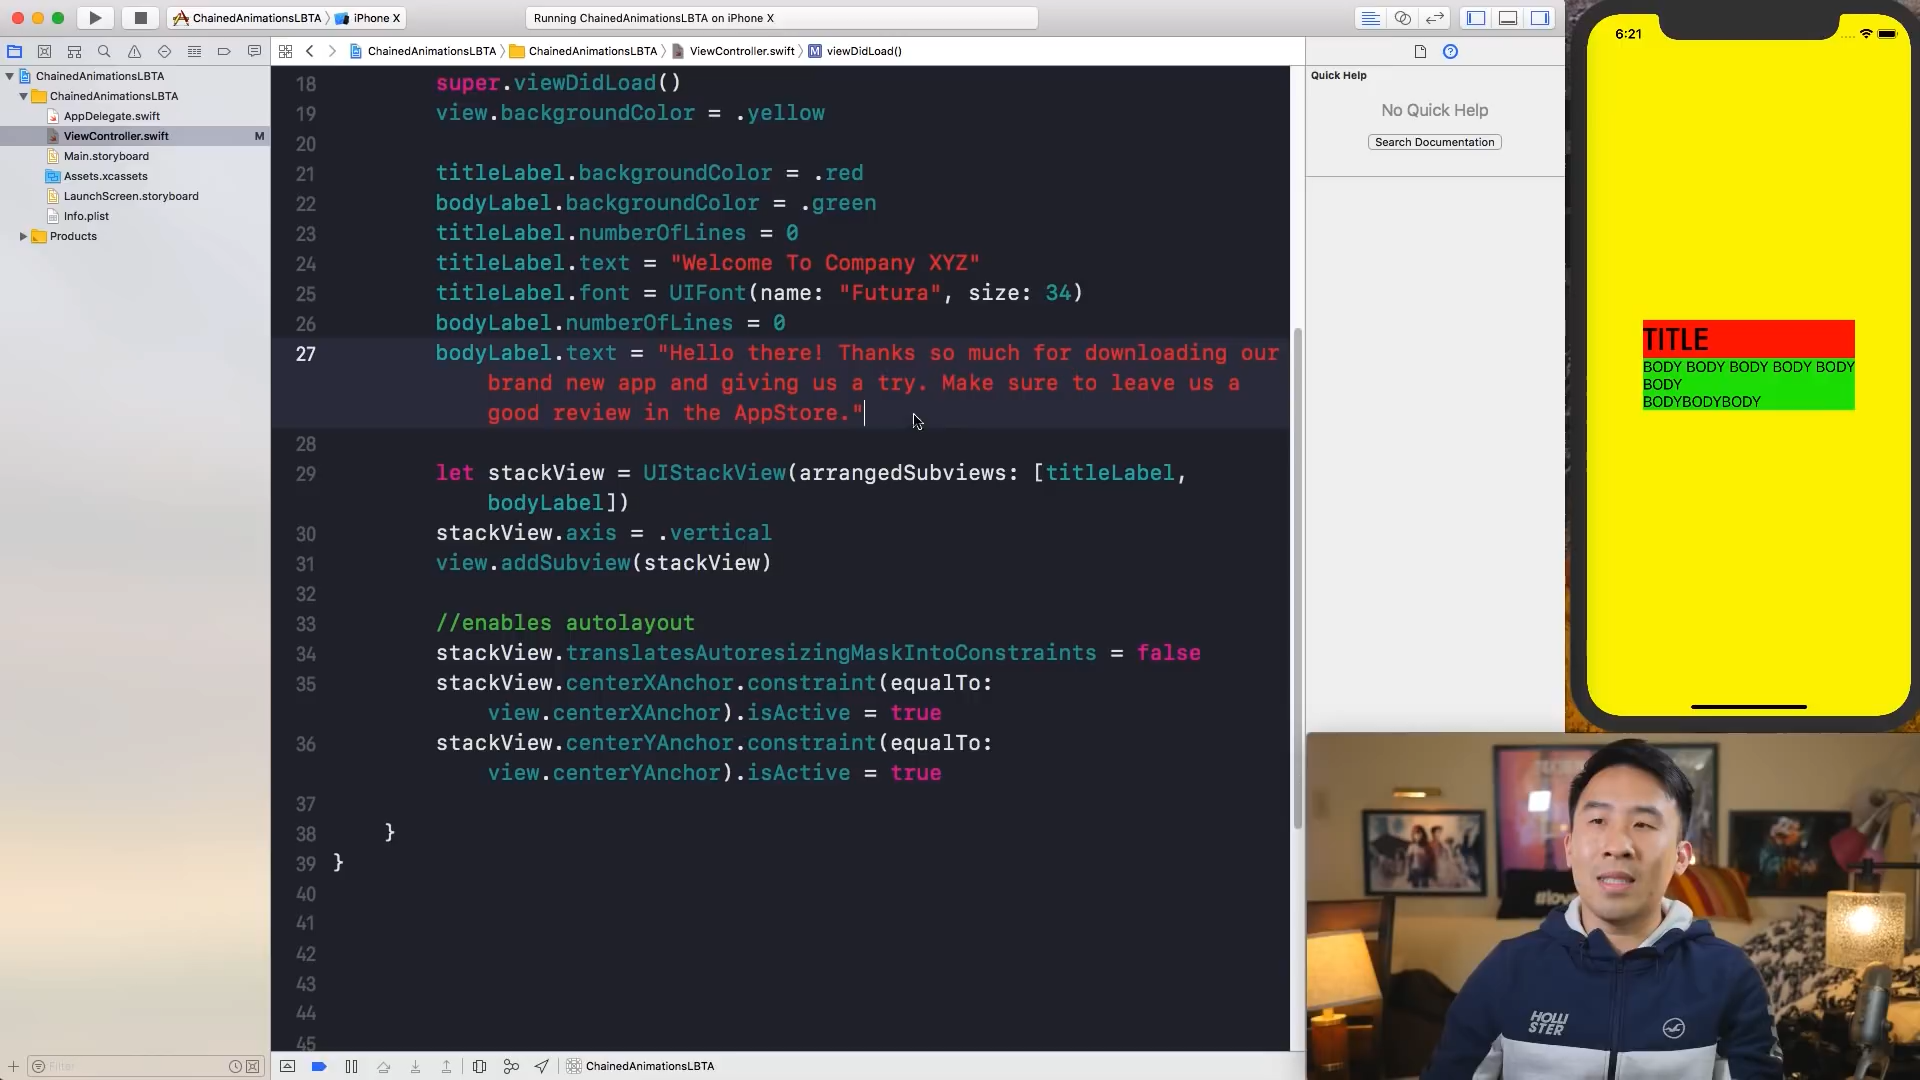 ChainedAnimationsLBTA 〉 iPhone X
Running ChainedAnimationsLBTA on iPhone X
ChainedAnimationsLBTA 〉 ChainedAnimationsLBTA 〉 ViewController.swift 〉 M viewDidLoad()
ChainedAnimationsLBTA
ChainedAnimationsLBTA
AppDelegate.swift
ViewController.swift M
Main.storyboard
Assets.xcassets
LaunchScreen.storyboard
Info.plist
Products
Filter
18 super.viewDidLoad()
19 view.backgroundColor = .yellow
20
21 titleLabel.backgroundColor = .red
22 bodyLabel.backgroundColor = .green
23 titleLabel.numberOfLines = 0
24 titleLabel.text = "Welcome To Company XYZ"
25 titleLabel.font = UIFont(name: "Futura", size: 34)
26 bodyLabel.numberOfLines = 0
27 bodyLabel.text = "Hello there! Thanks so much for downloading our
brand new app and giving us a try. Make sure to leave us a
good review in the AppStore."
28
29 let stackView = UIStackView(arrangedSubviews: [titleLabel,
bodyLabel])
30 stackView.axis = .vertical
31 view.addSubview(stackView)
32
33 //enables autolayout
34 stackView.translatesAutoresizingMaskIntoConstraints = false
35 stackView.centerXAnchor.constraint(equalTo:
view.centerXAnchor).isActive = true
36 stackView.centerYAnchor.constraint(equalTo:
view.centerYAnchor).isActive = true
37
38 }
39 }
40
41
42
43
44
45
ChainedAnimationsLBTA
Quick Help
No Quick Help
Search Documentation
6:21
TITLE
BODY BODY BODY BODY BODY
BODY
BODYBODYBODY
HOLLI
STER